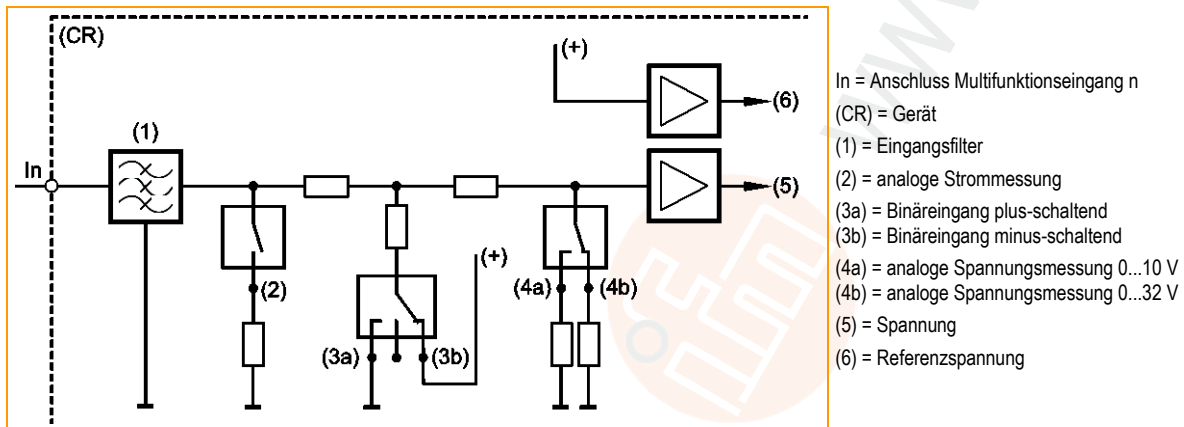 (CR)
(+)
(6)
(1)
In
(5)
(+)
(2)
(4a)
(4b)
(3a)
(3b)
In = Anschluss Multifunktionseingang n
(CR) = Gerät
(1) = Eingangsfilter
(2) = analoge Strommessung
(3a) = Binäreingang plus-schaltend
(3b) = Binäreingang minus-schaltend
(4a) = analoge Spannungsmessung 0...10 V
(4b) = analoge Spannungsmessung 0...32 V
(5) = Spannung
(6) = Referenzspannung